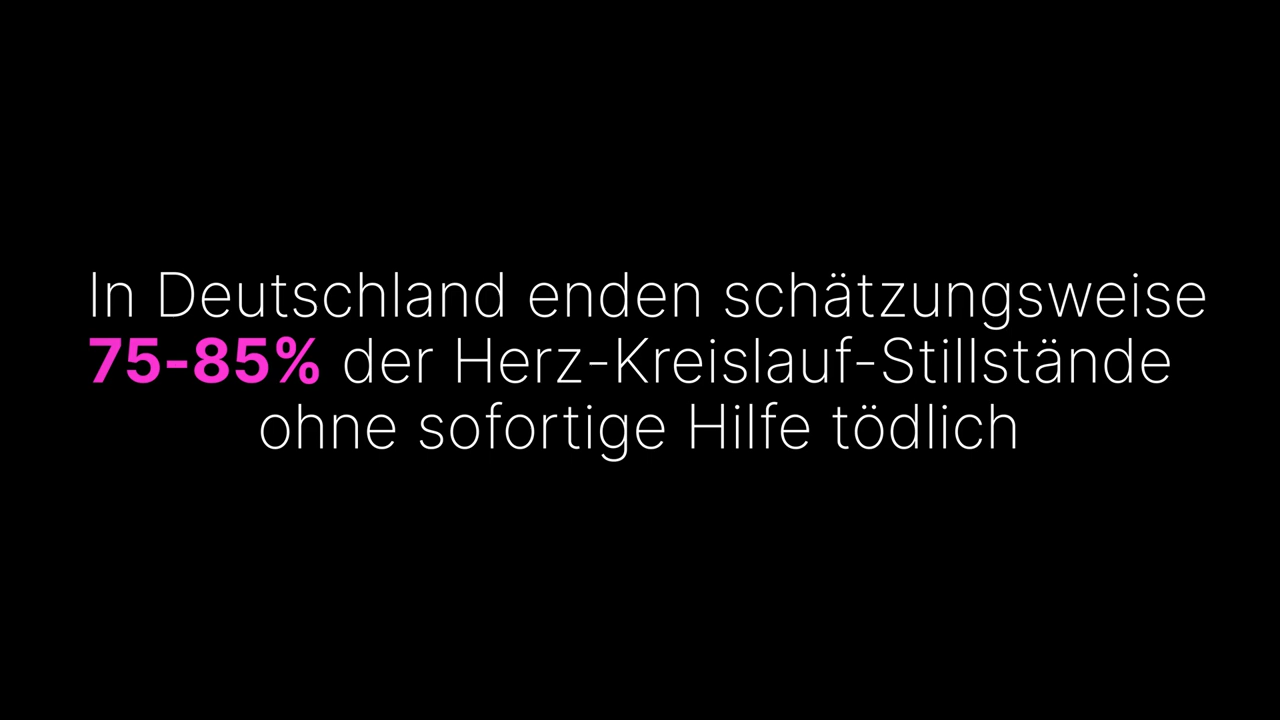 In Deutschland enden schätzungsweise
75-85% der Herz-Kreislauf-Stillstände
ohne sofortige Hilfe tödlich